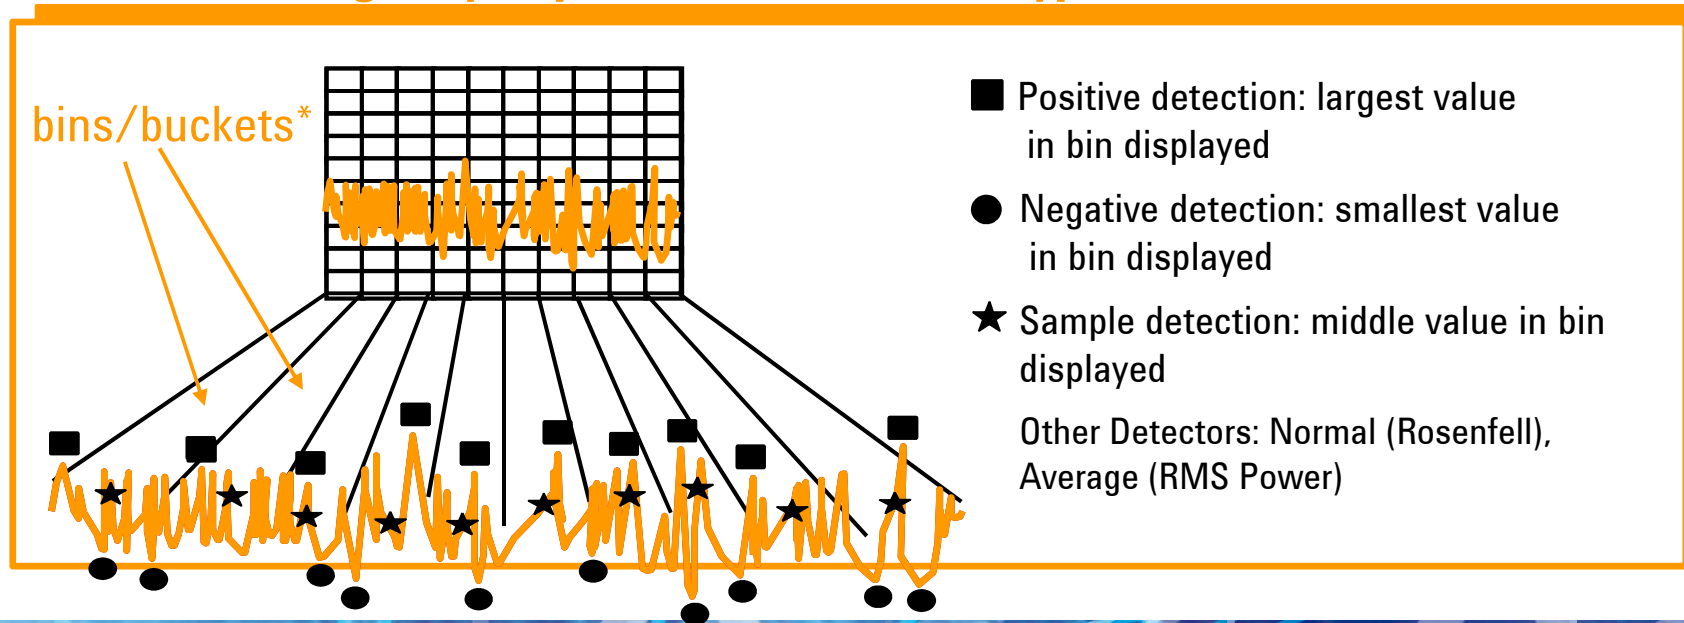 bins/buckets*
Positive detection: largest value
in bin displayed
Negative detection: smallest value
in bin displayed
Sample detection: middle value in bin
displayed
Other Detectors: Normal (Rosenfell),
Average (RMS Power)